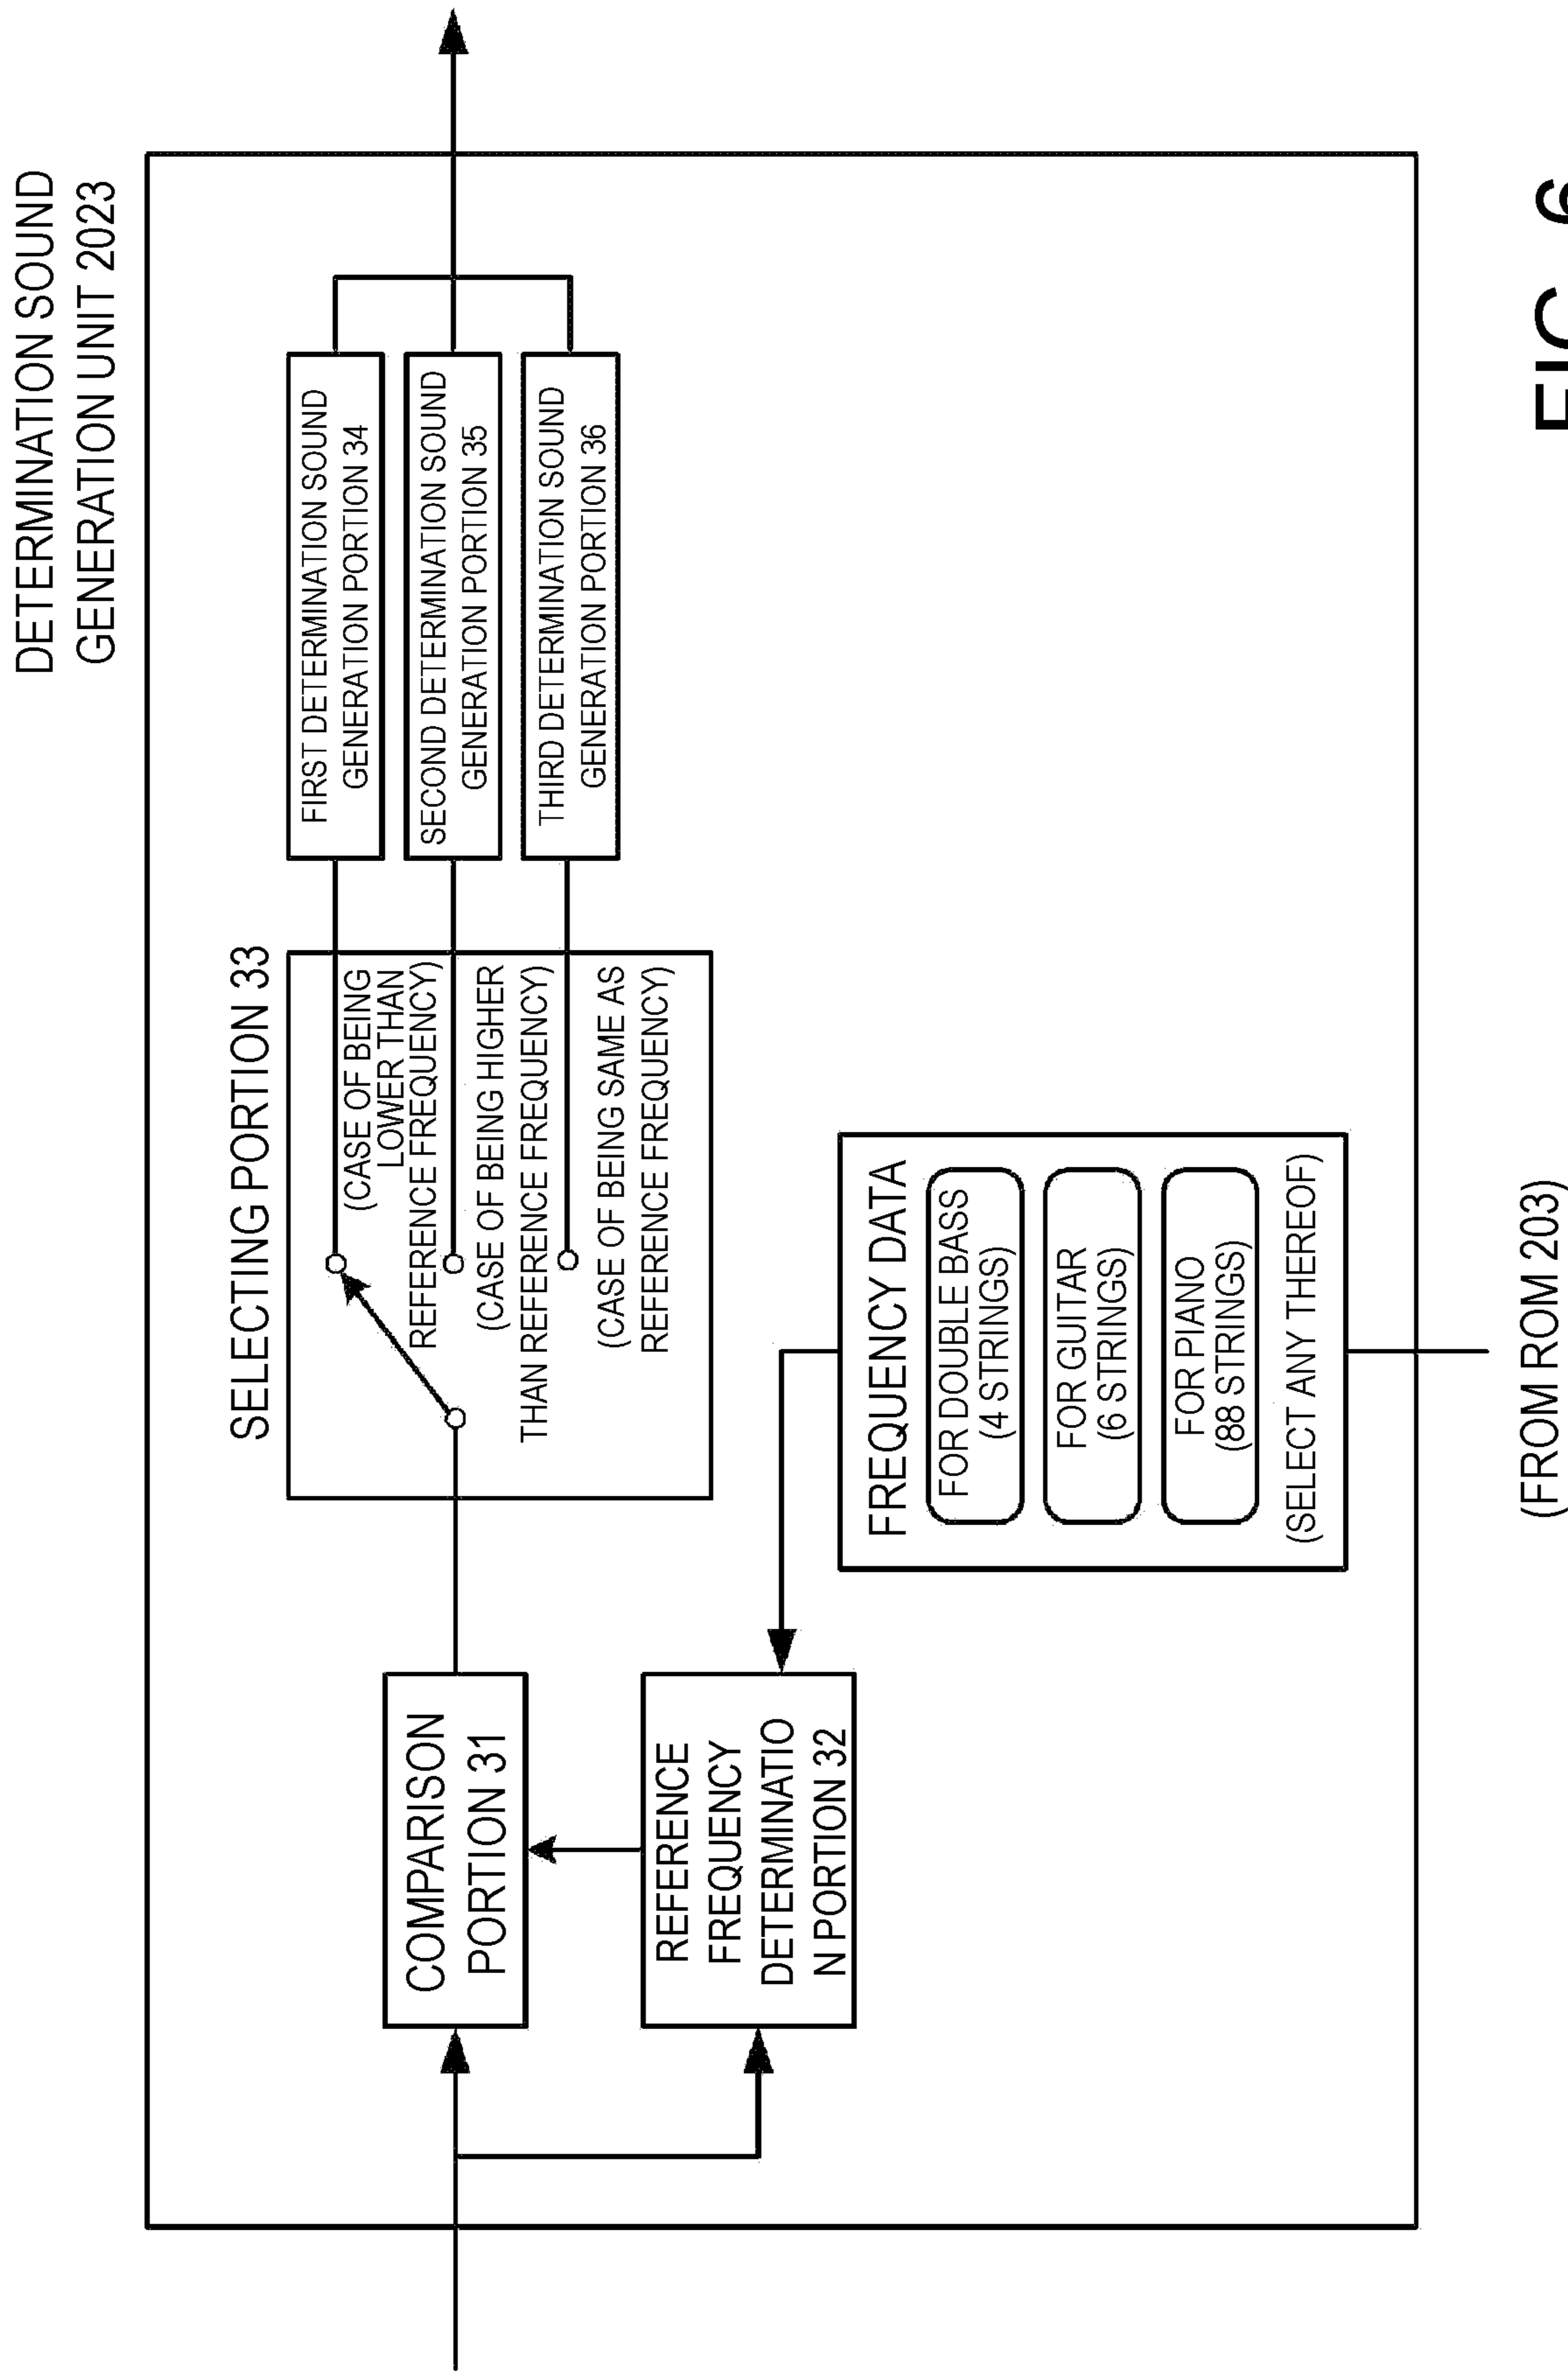 DETERMINATION SOUND
GENERATION UNIT 2023
SELECTING PORTION 33
COMPARISON
PORTION 31
REFERENCE
FREQUENCY
DETERMINATIO
N PORTION 32
(CASE OF BEING
LOWER THAN
REFERENCE FREQUENCY)
(CASE OF BEING HIGHER
THAN REFERENCE FREQUENCY)
(CASE OF BEING SAME AS
REFERENCE FREQUENCY)
FIRST DETERMINATION SOUND
GENERATION PORTION 34
SECOND DETERMINATION SOUND
GENERATION PORTION 35
THIRD DETERMINATION SOUND
GENERATION PORTION 36
FREQUENCY DATA
FOR DOUBLE BASS
(4 STRINGS)
FOR GUITAR
(6 STRINGS)
FOR PIANO
(88 STRINGS)
(SELECT ANY THEREOF)
(FROM ROM 203)